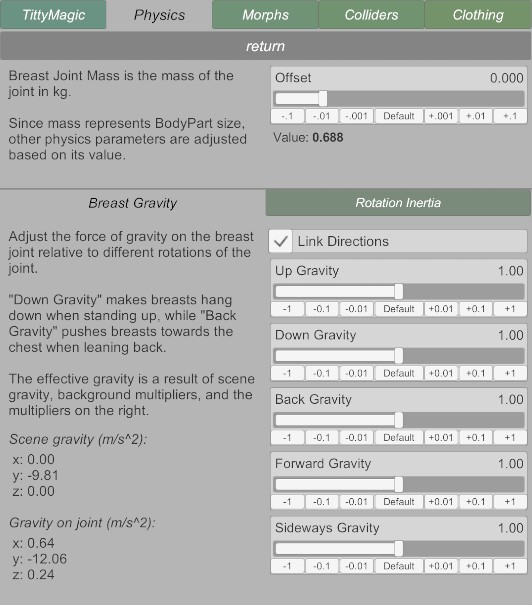 TittyMagic Physics Morphs Colliders Clothing
return
Breast Joint Mass is the mass of the
joint in kg.
Since mass represents BodyPart size,
other physics parameters are adjusted
based on its value.
Offset 0.000
-.1 -.01 -.001 Default +.001 +.01 +.1
Value: 0.688
Breast Gravity Rotation Inertia
Adjust the force of gravity on the breast
joint relative to different rotations of the
joint.
"Down Gravity" makes breasts hang
down when standing up, while "Back
Gravity" pushes breasts towards the
chest when leaning back.
The effective gravity is a result of scene
gravity, background multipliers, and the
multipliers on the right.
Scene gravity (m/s^2):
x: 0.00
y: -9.81
z: 0.00
Gravity on joint (m/s^2):
x: 0.64
y: -12.06
z: 0.24
Link Directions
Up Gravity 1.00
-1 -0.1 -0.01 Default +0.01 +0.1 +1
Down Gravity 1.00
-1 -0.1 -0.01 Default +0.01 +0.1 +1
Back Gravity 1.00
-1 -0.1 -0.01 Default +0.01 +0.1 +1
Forward Gravity 1.00
-1 -0.1 -0.01 Default +0.01 +0.1 +1
Sideways Gravity 1.00
-1 -0.1 -0.01 Default +0.01 +0.1 +1